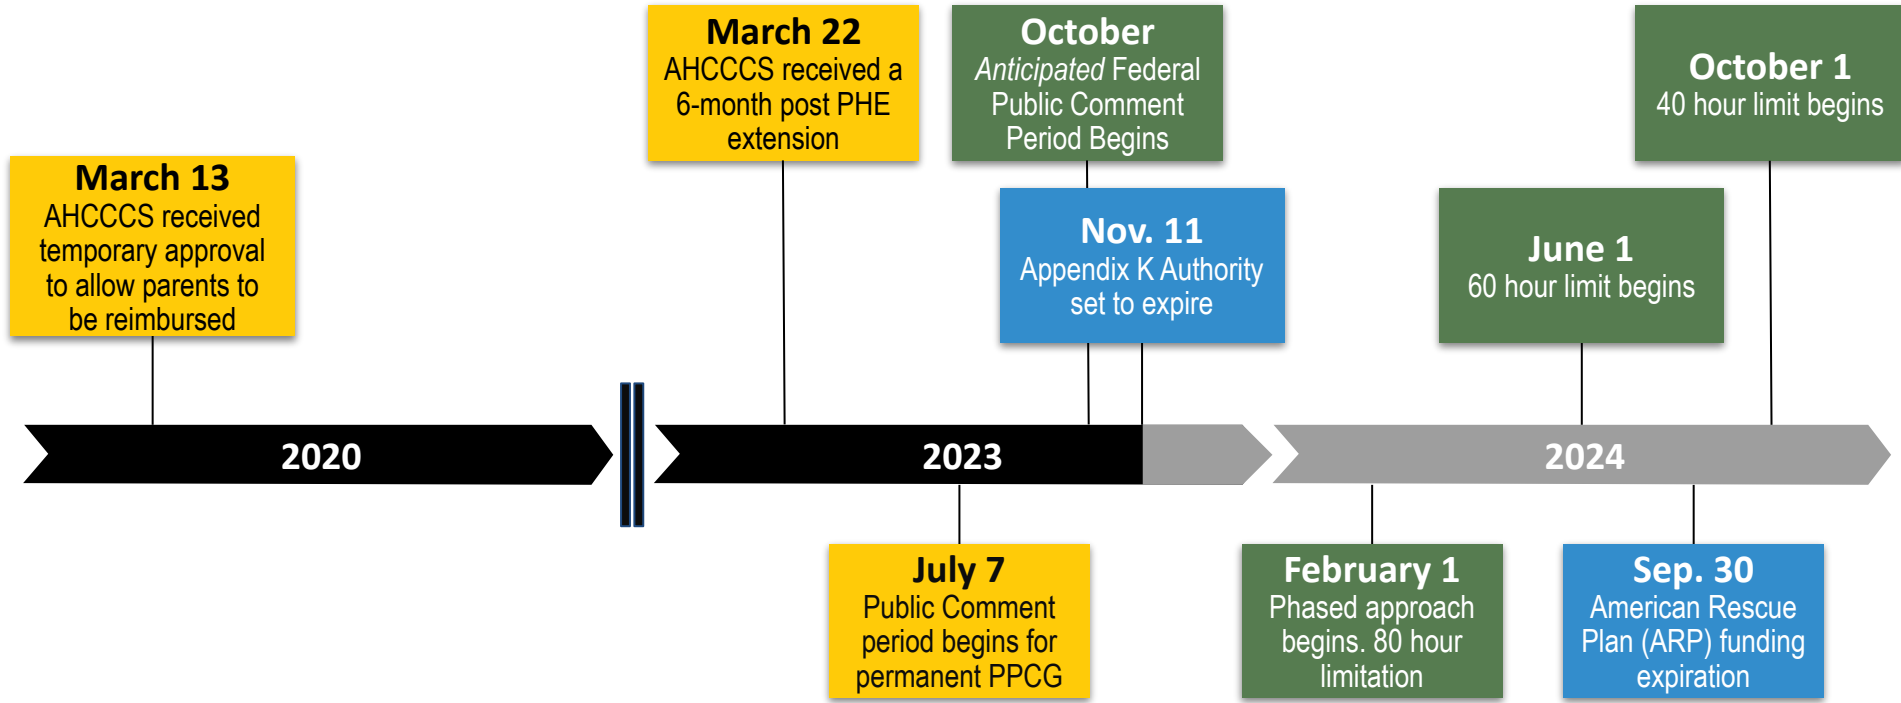 March 13
AHCCCS received
temporary approval
to allow parents to
be reimbursed
March 22
AHCCCS received a
6-month post PHE
extension
October
Anticipated Federal
Public Comment
Period Begins
Nov. 11
Appendix K Authority
set to expire
June 1
60 hour limit begins
October 1
40 hour limit begins
2020
2023
2024
July 7
Public Comment
period begins for
permanent PPCG
February 1
Phased approach
begins. 80 hour
limitation
Sep. 30
American Rescue
Plan (ARP) funding
expiration